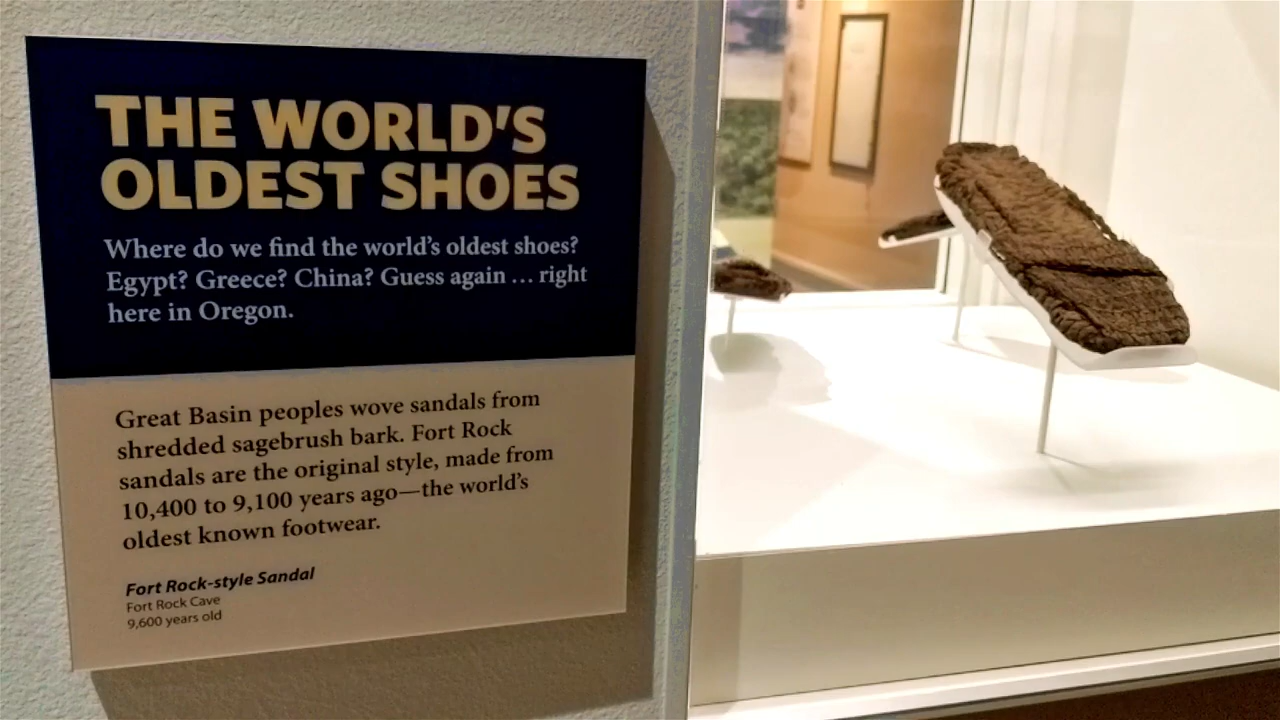 THE WORLD'S
OLDEST SHOES
Where do we find the world's oldest shoes?
Egypt? Greece? China? Guess again ... right
here in Oregon.
Great Basin peoples wove sandals from
shredded sagebrush bark. Fort Rock
sandals are the original style, made from
10,400 to 9,100 years ago—the world's
oldest known footwear.
Fort Rock-style Sandal
Fort Rock Cave
9,600 years old